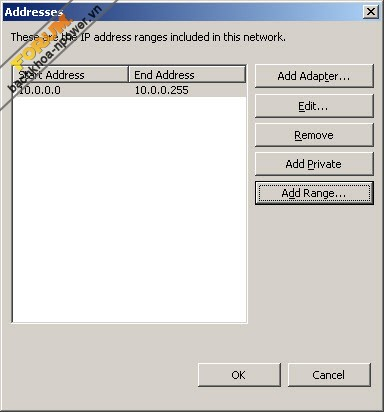 Addresses
These are the IP address ranges included in this network.
Start Address End Address
10.0.0.0 10.0.0.255
Add Adapter...
Edit...
Remove
Add Private
Add Range...
OK Cancel
FORUM
bachkhoa-npower.vn